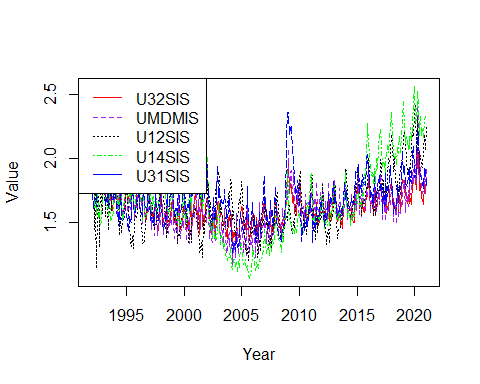 U32SIS
UMDMIS
U12SIS
U14SIS
U31SIS
2.5
2.0
1.5
Value
1995
2000
2005
2010
2015
2020
Year